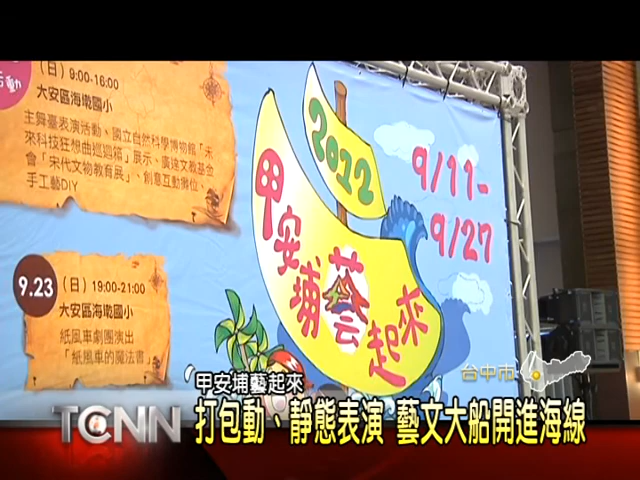 活動
（日）9:00-16:00
大安區海墘國小
主舞臺表演活動、國立自然科學博物館「未
來科技狂想曲巡迴箱」展示、廣達文教基金
會「宋代文物教育展」、創意互動攤位、
手工藝DIY
9.23
（日）19:00-21:00
大安區海墘國小
紙風車劇團演出
「紙風車的魔法書」
2012
9/11-
9/27
甲安埔藝起來
台中市
甲安埔藝起來
TCNN
打包動、靜態表演 藝文大船開進海線